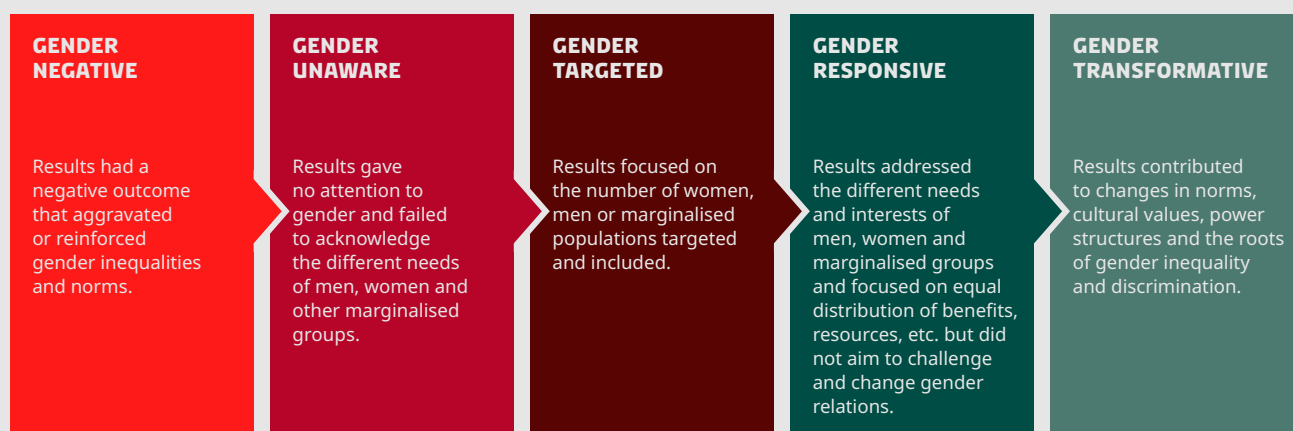 GENDER
NEGATIVE
Results had a
negative outcome
that aggravated
or reinforced
gender inequalities
and norms.
GENDER
UNAWARE
Results gave
no attention to
gender and failed
to acknowledge
the different needs
of men, women and
other marginalised
groups.
GENDER
TARGETED
Results focused on
the number of women,
men or marginalised
populations targeted
and included.
GENDER
RESPONSIVE
Results addressed
the different needs
and interests of
men, women and
marginalised groups
and focused on equal
distribution of benefits,
resources, etc. but did
not aim to challenge
and change gender
relations.
GENDER
TRANSFORMATIVE
Results contributed
to changes in norms,
cultural values, power
structures and the roots
of gender inequality
and discrimination.